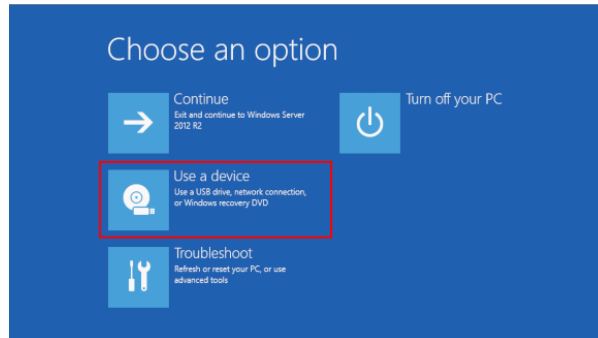 Choose an option
Continue
Exit and continue to Windows Server
2012 R2
Turn off your PC
Use a device
Use a USB drive, network connection,
or Windows recovery DVD
Troubleshoot
Refresh or reset your PC, or use
advanced tools